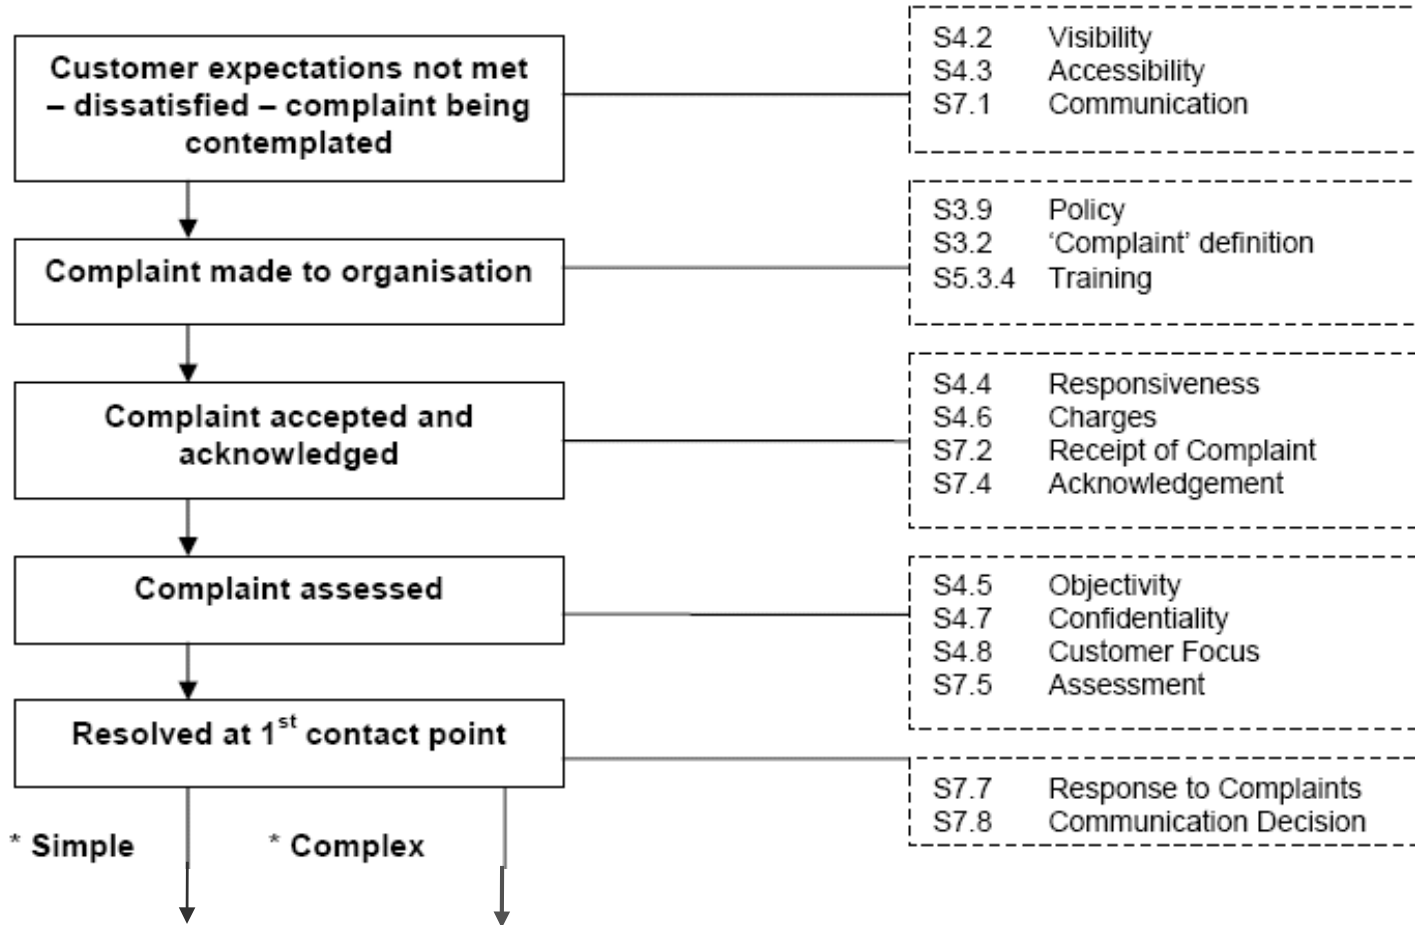 Customer expectations not met
– dissatisfied – complaint being
contemplated
S4.2 Visibility
S4.3 Accessibility
S7.1 Communication
Complaint made to organisation
S3.9 Policy
S3.2 ‘Complaint’ definition
S5.3.4 Training
Complaint accepted and
acknowledged
S4.4 Responsiveness
S4.6 Charges
S7.2 Receipt of Complaint
S7.4 Acknowledgement
Complaint assessed
S4.5 Objectivity
S4.7 Confidentiality
S4.8 Customer Focus
S7.5 Assessment
Resolved at 1st contact point
S7.7 Response to Complaints
S7.8 Communication Decision
* Simple * Complex